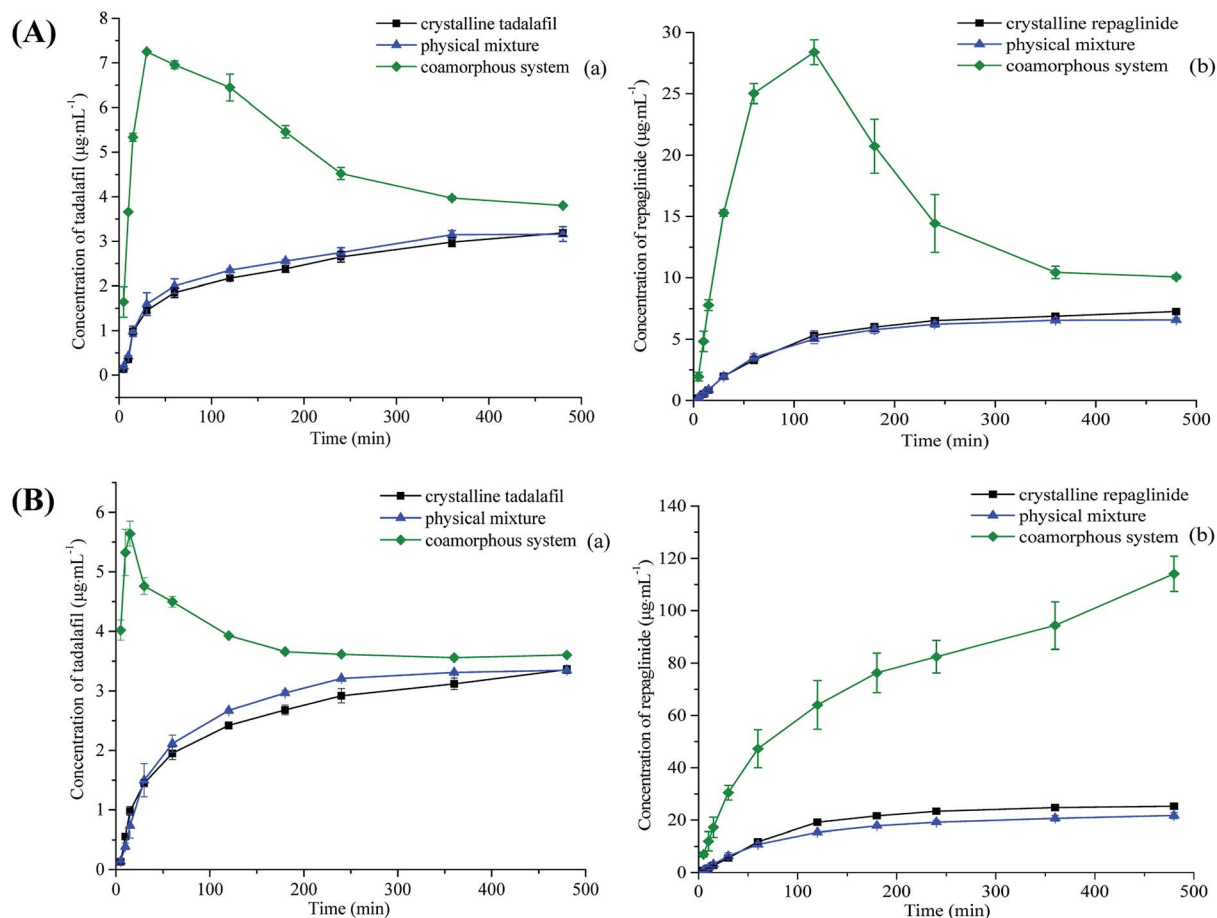 (A)
crystalline tadalafil
physical mixture
coamorphous system
(a)
Concentration of tadalafil (μg·mL⁻¹)
8
7
6
5
4
3
2
1
0
0 100 200 300 400 500
Time (min)
crystalline repaglinide
physical mixture
coamorphous system
(b)
Concentration of repaglinide (μg·mL⁻¹)
30
25
20
15
10
5
0
0 100 200 300 400 500
Time (min)
(B)
crystalline tadalafil
physical mixture
coamorphous system
(a)
Concentration of tadalafil (μg·mL⁻¹)
6
5
4
3
2
1
0
0 100 200 300 400 500
Time (min)
crystalline repaglinide
physical mixture
coamorphous system
(b)
Concentration of repaglinide (μg·mL⁻¹)
140
120
100
80
60
40
20
0
0 100 200 300 400 500
Time (min)